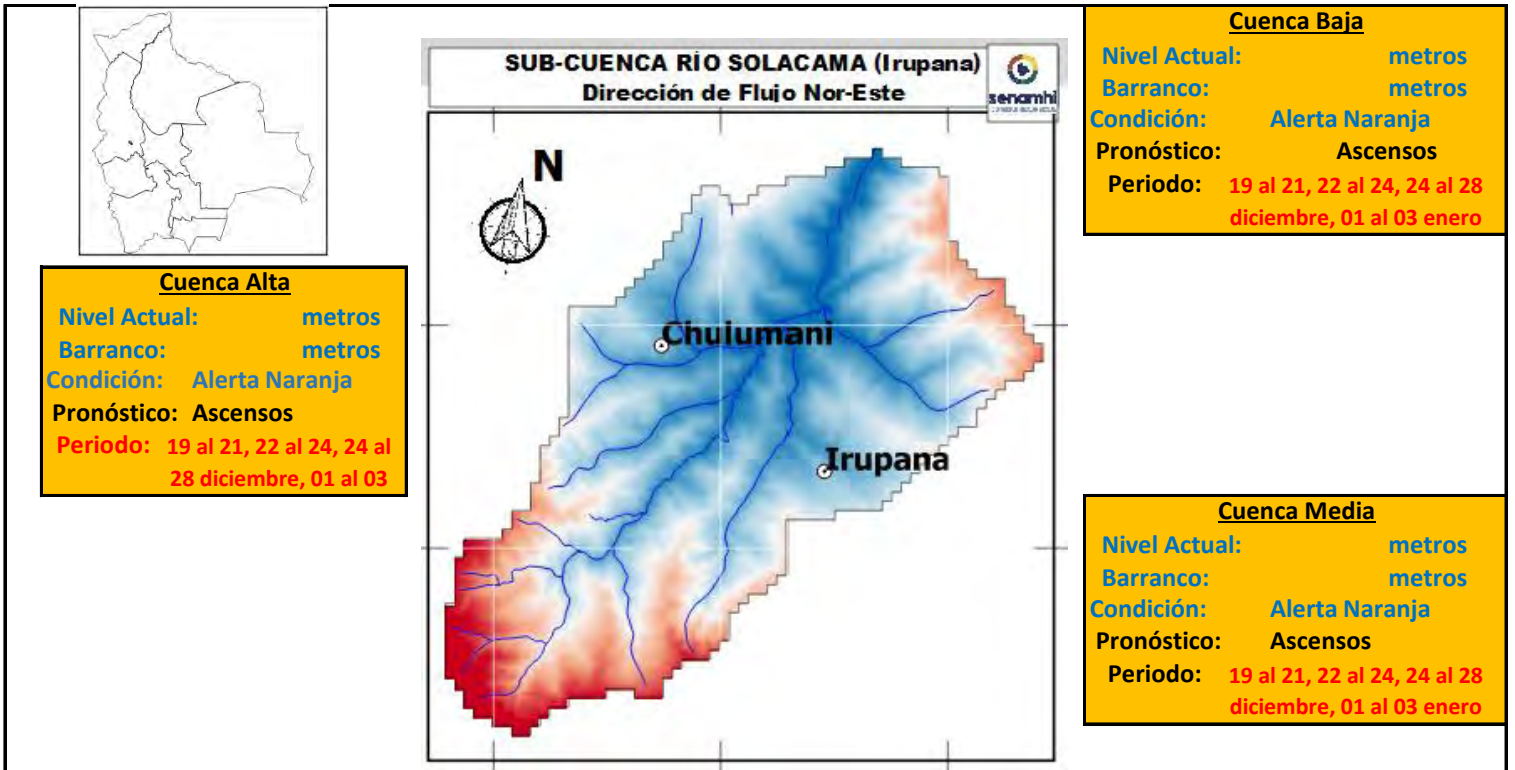 SUB-CUENCA RÍO SOLACAMA (Irupana)
Dirección de Flujo Nor-Este
senamhi
N
Chulumani
Irupana
Cuenca Alta
Nivel Actual: metros
Barranco: metros
Condición: Alerta Naranja
Pronóstico: Ascensos
Periodo: 19 al 21, 22 al 24, 24 al
28 diciembre, 01 al 03
Cuenca Baja
Nivel Actual: metros
Barranco: metros
Condición: Alerta Naranja
Pronóstico: Ascensos
Periodo: 19 al 21, 22 al 24, 24 al 28
diciembre, 01 al 03 enero
Cuenca Media
Nivel Actual: metros
Barranco: metros
Condición: Alerta Naranja
Pronóstico: Ascensos
Periodo: 19 al 21, 22 al 24, 24 al 28
diciembre, 01 al 03 enero